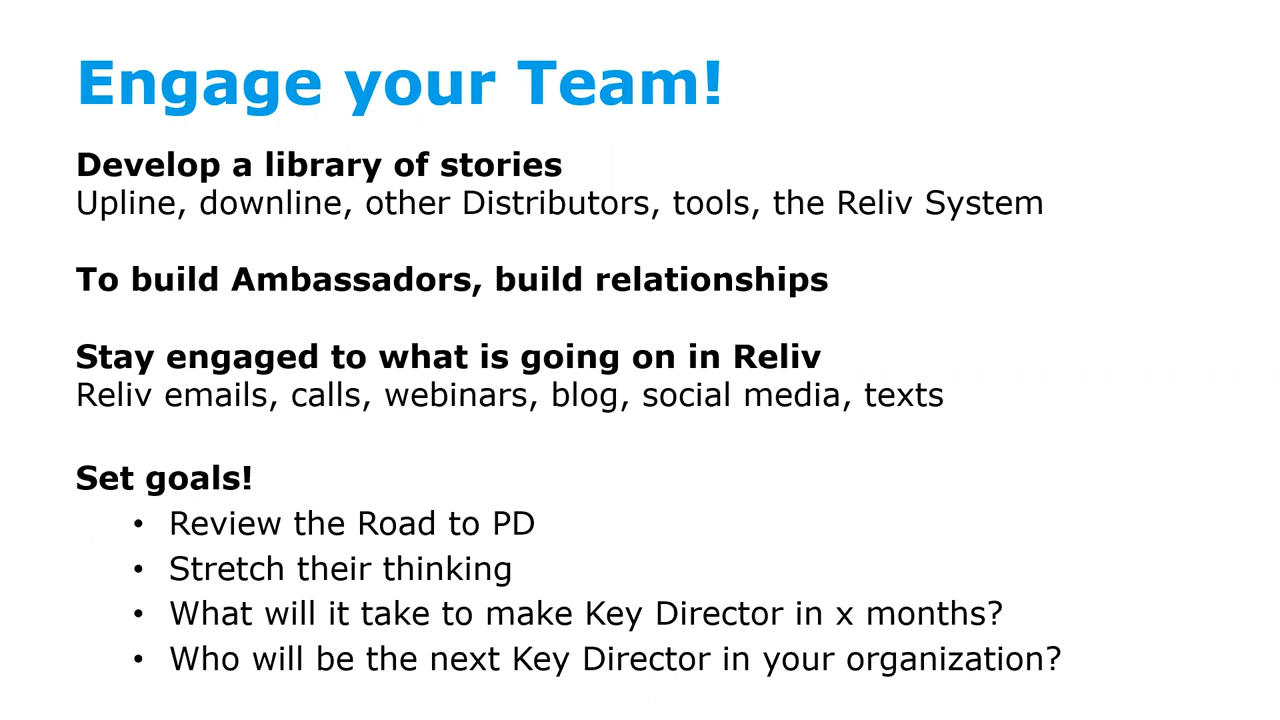 Engage your Team!
Develop a library of stories
Upline, downline, other Distributors, tools, the Reliv System
To build Ambassadors, build relationships
Stay engaged to what is going on in Reliv
Reliv emails, calls, webinars, blog, social media, texts
Set goals!
• Review the Road to PD
• Stretch their thinking
• What will it take to make Key Director in x months?
• Who will be the next Key Director in your organization?